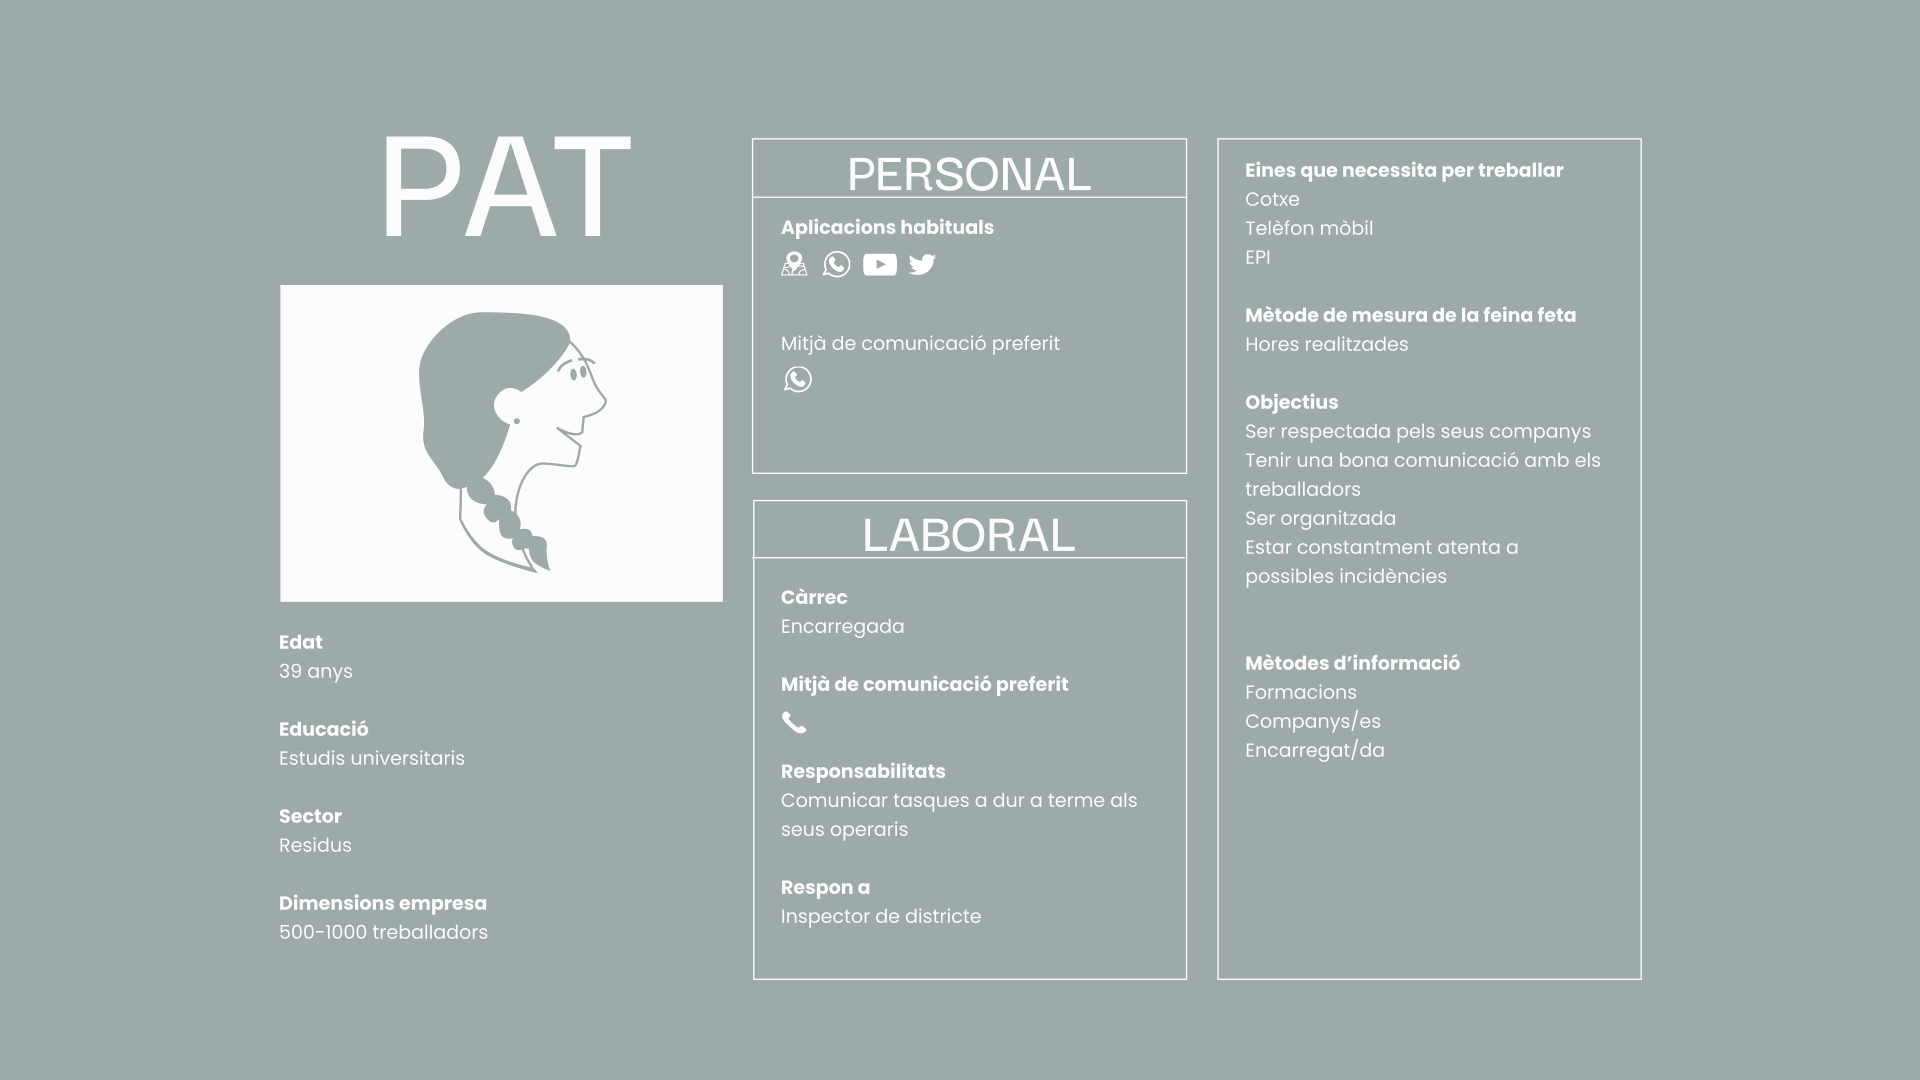 PAT
Edat
39 anys
Educació
Estudis universitaris
Sector
Residus
Dimensions empresa
500-1000 treballadors
PERSONAL
Aplicacions habituals
Mitjà de comunicació preferit
LABORAL
Càrrec
Encarregada
Mitjà de comunicació preferit
Responsabilitats
Comunicar tasques a dur a terme als
seus operaris
Respon a
Inspector de districte
Eines que necessita per treballar
Cotxe
Telèfon mòbil
EPI
Mètode de mesura de la feina feta
Hores realitzades
Objectius
Ser respectada pels seus companys
Tenir una bona comunicació amb els
treballadors
Ser organitzada
Estar constantment atenta a
possibles incidències
Mètodes d’informació
Formacions
Companys/es
Encarregat/da